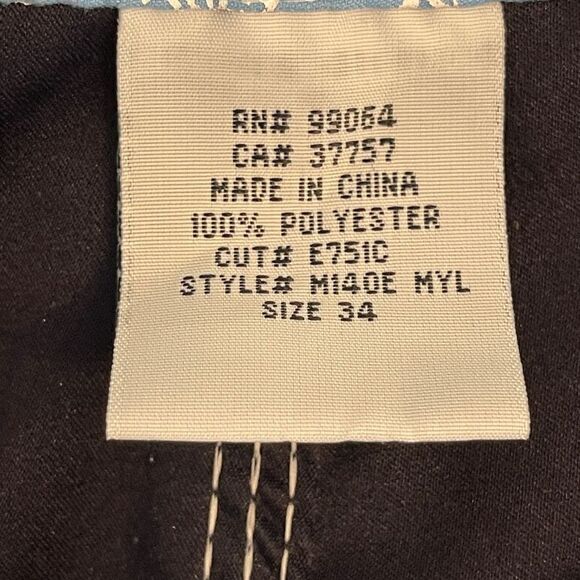 RN# 99064
CA# 37757
MADE IN CHINA
100% POLYESTER
CUT# E751C
STYLE# M140E MYL
SIZE 34